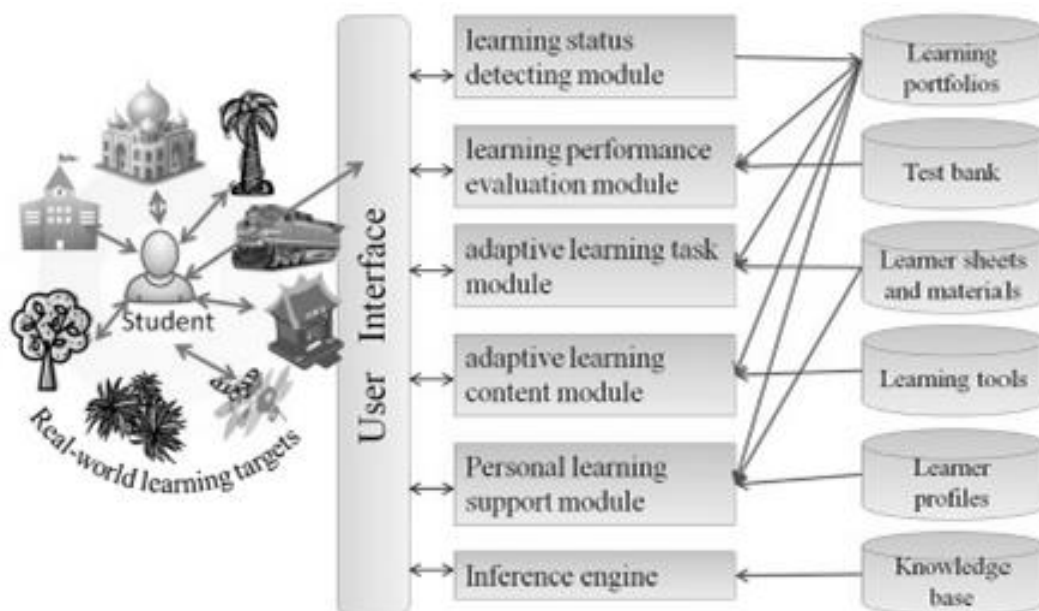 Student
Real-world learning targets
User Interface
learning status
detecting module
learning performance
evaluation module
adaptive learning task
module
adaptive learning
content module
Personal learning
support module
Inference engine
Learning
portfolios
Test bank
Learner sheets
and materials
Learning tools
Learner
profiles
Knowledge
base